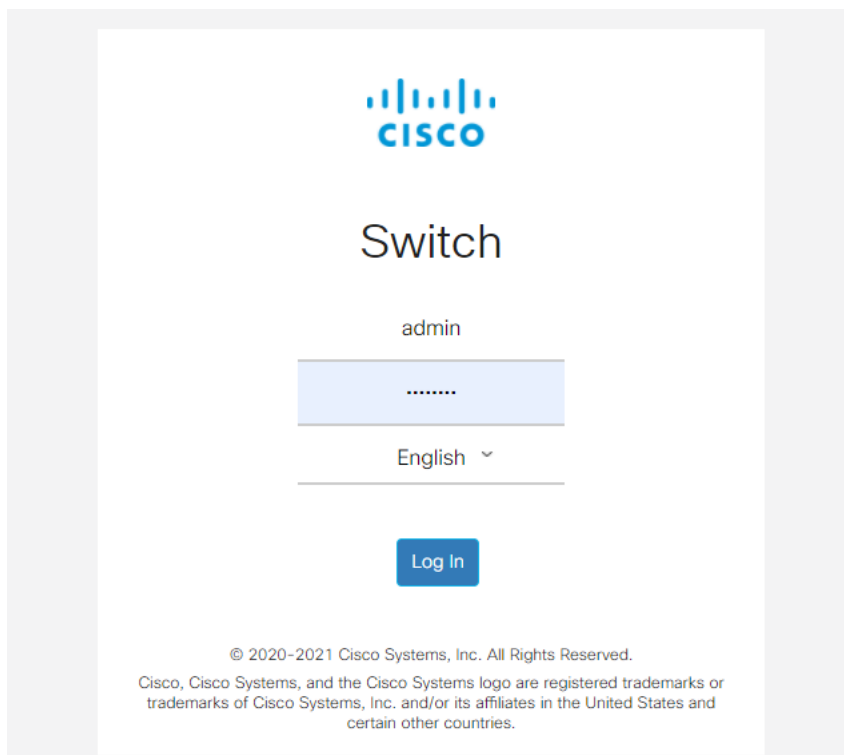 CISCO
Switch
admin
........
English
Log In
© 2020-2021 Cisco Systems, Inc. All Rights Reserved.
Cisco, Cisco Systems, and the Cisco Systems logo are registered trademarks or
trademarks of Cisco Systems, Inc. and/or its affiliates in the United States and
certain other countries.